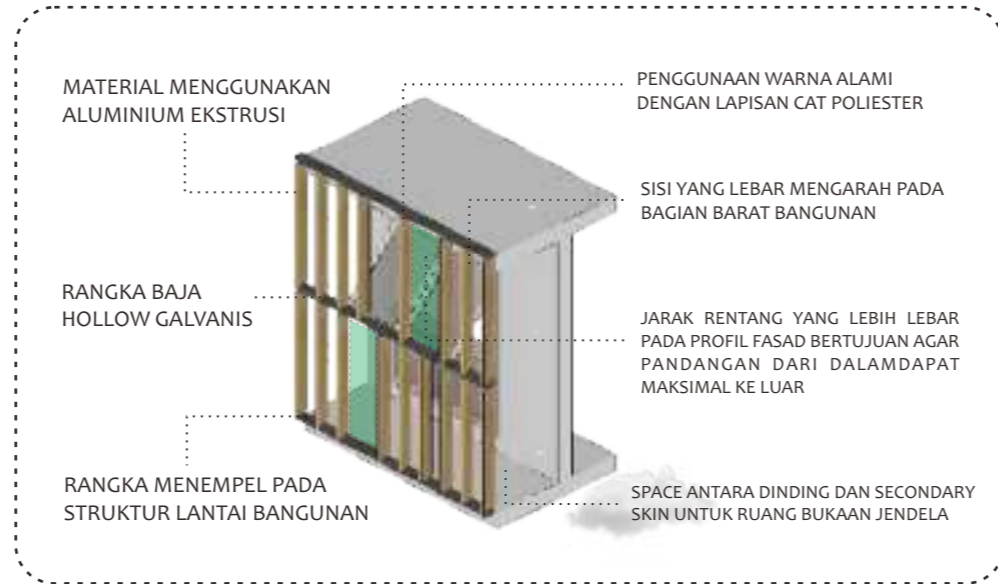 MATERIAL MENGGUNAKAN
ALUMINIUM EKSTRUSI
RANGKA BAJA
HOLLOW GALVANIS
RANGKA MENEMPEL PADA
STRUKTUR LANTAI BANGUNAN
PENGGUNAAN WARNA ALAMI
DENGAN LAPISAN CAT POLIESTER
SISI YANG LEBAR MENGARAH PADA
BAGIAN BARAT BANGUNAN
JARAK RENTANG YANG LEBIH LEBAR
PADA PROFIL FASAD BERTUJUAN AGAR
PANDANGAN DARI DALAMDAPAT
MAKSIMAL KE LUAR
SPACE ANTARA DINDING DAN SECONDARY
SKIN UNTUK RUANG BUKAAN JENDELA